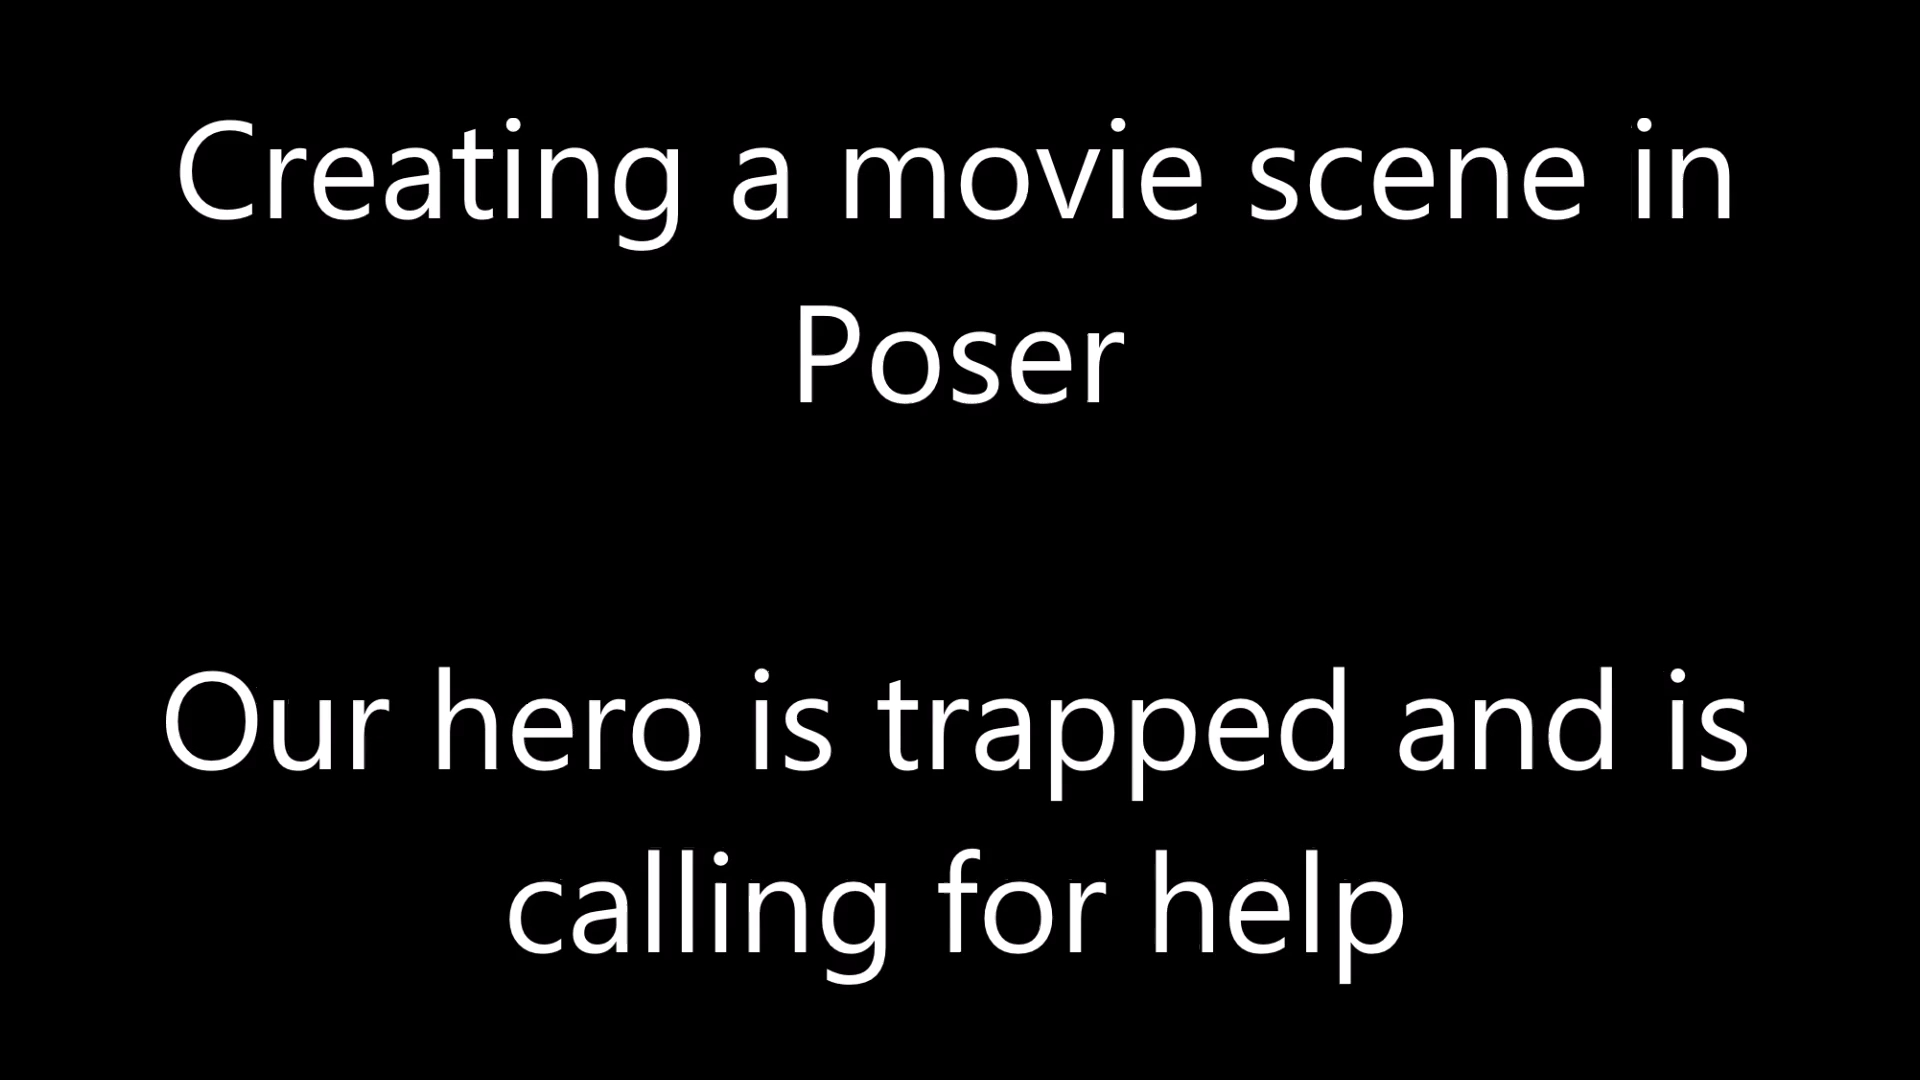 Creating a movie scene in
Poser
Our hero is trapped and is
calling for help